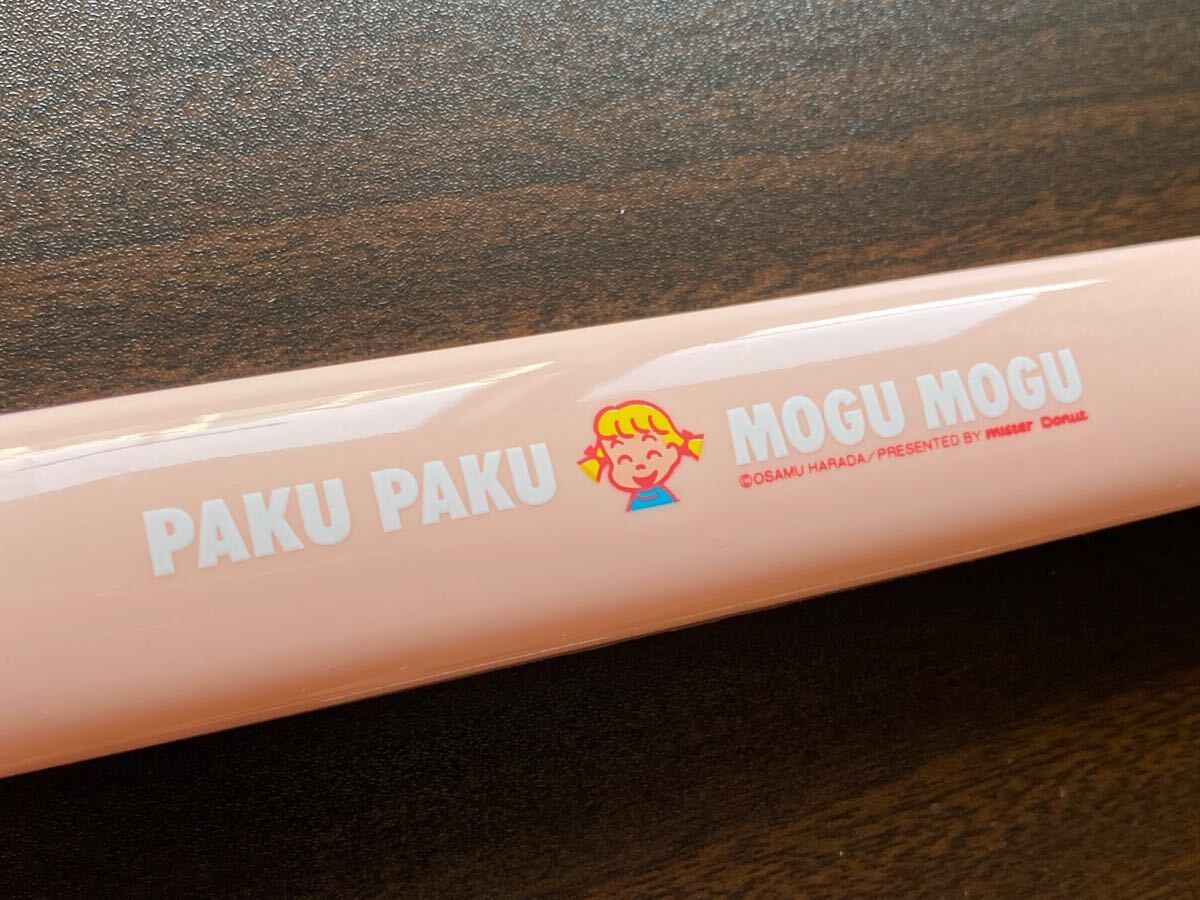 PAKU PAKU MOGU MOGU
©OSAMU HARADA/PRESENTED BY mister Donut